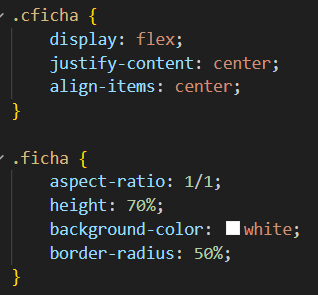 .cficha {
    display: flex;
    justify-content: center;
    align-items: center;
}

.ficha {
    aspect-ratio: 1/1;
    height: 70%;
    background-color: white;
    border-radius: 50%;
}